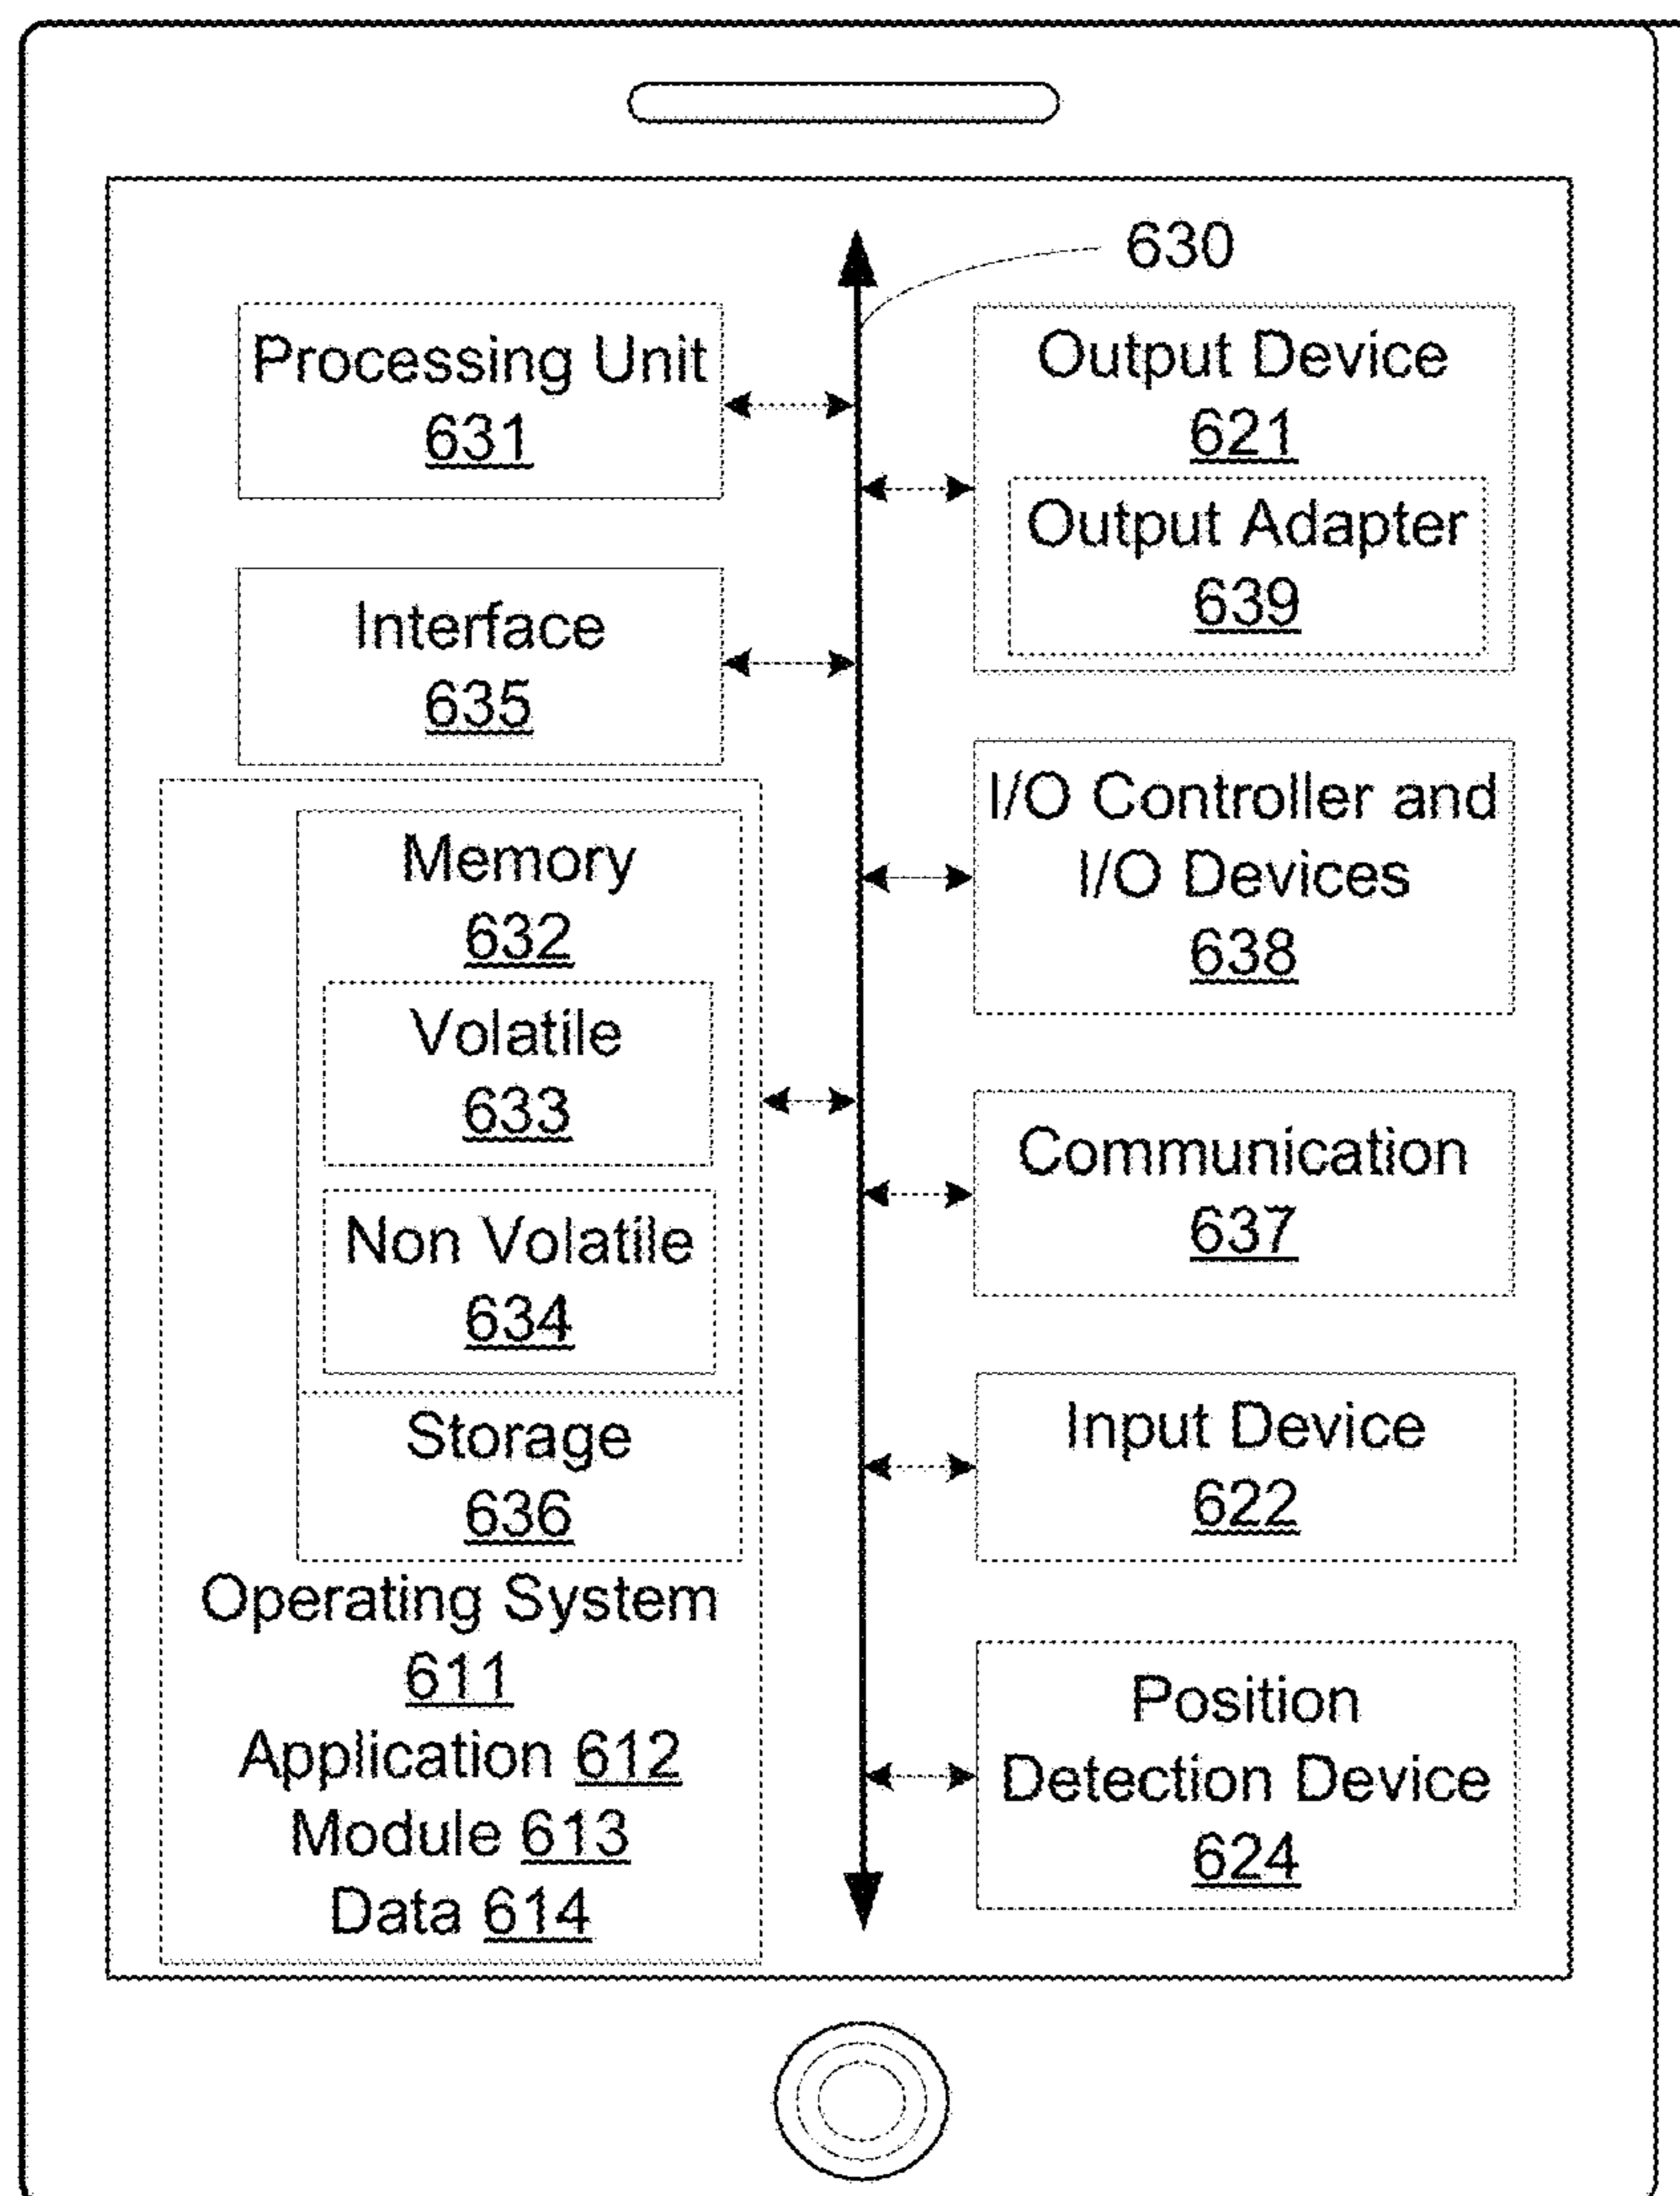 630
Processing Unit
631
Interface
635
Memory
632
Volatile
633
Non Volatile
634
Storage
636
Operating System
611
Application 612
Module 613
Data 614
Output Device
621
Output Adapter
639
I/O Controller and
I/O Devices
638
Communication
637
Input Device
622
Position
Detection Device
624